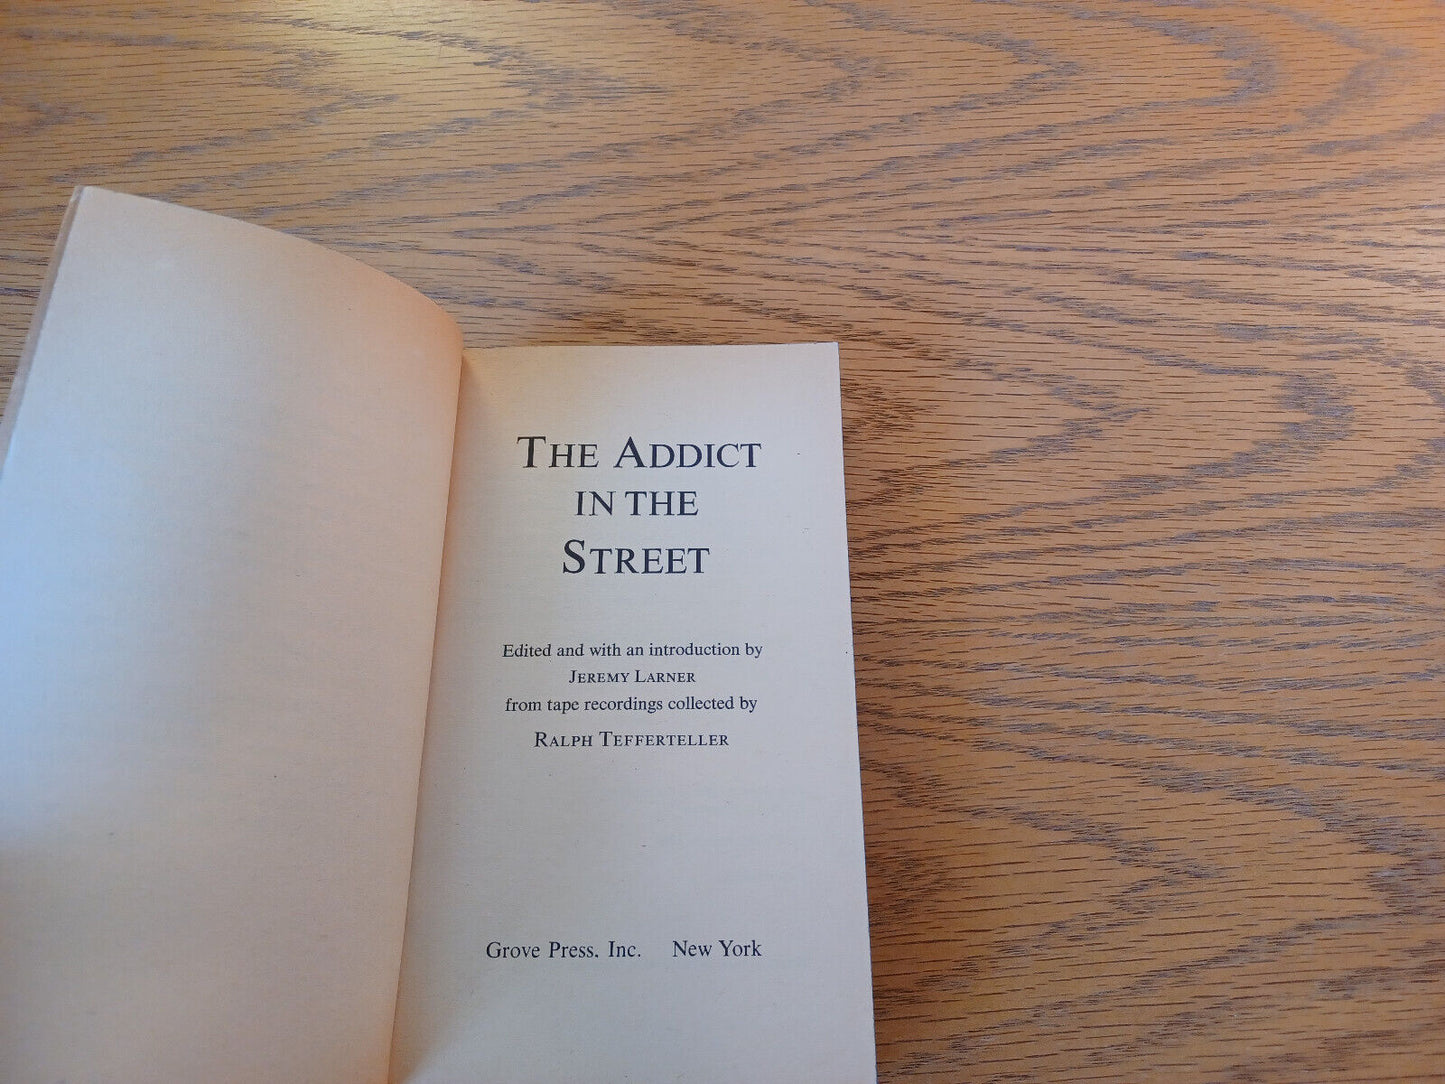 THE ADDICT
IN THE
STREET
Edited and with an introduction by
JEREMY LARNER
from tape recordings collected by
RALPH TEFFERTELLER
Grove Press, Inc. New York